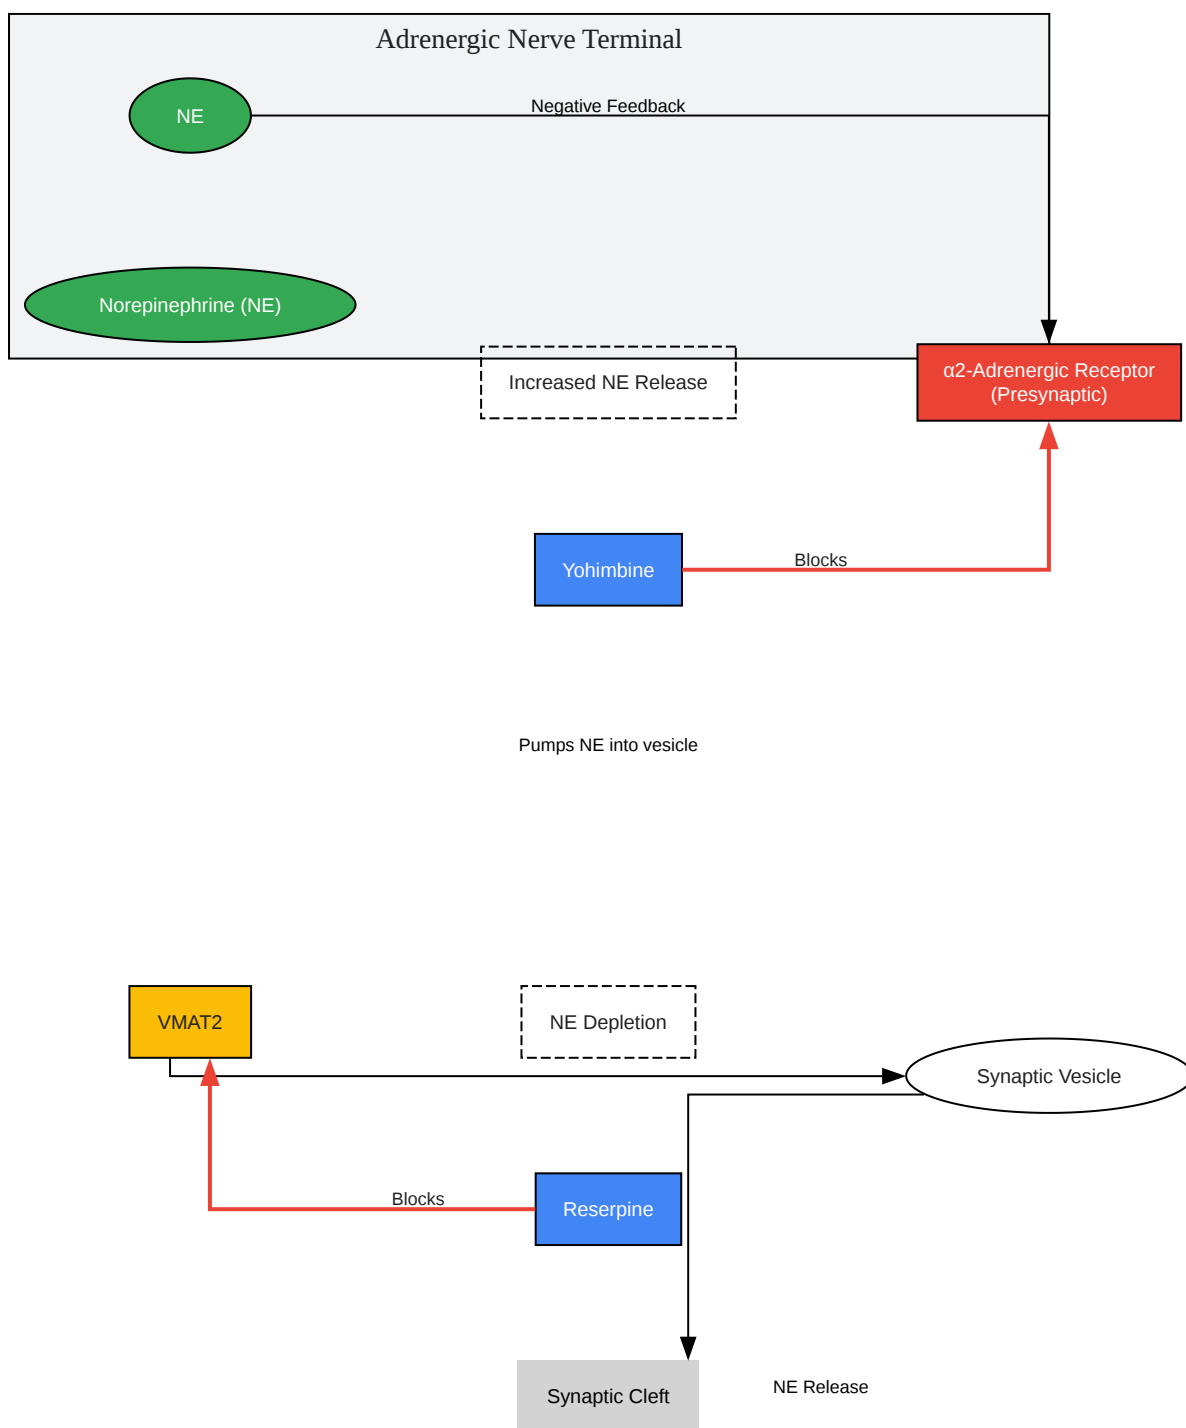 Adrenergic Nerve Terminal
NE
Negative Feedback
Norepinephrine (NE)
Increased NE Release
α2-Adrenergic Receptor
(Presynaptic)
Yohimbine
Blocks
Pumps NE into vesicle
VMAT2
NE Depletion
Synaptic Vesicle
Blocks
Reserpine
Synaptic Cleft
NE Release